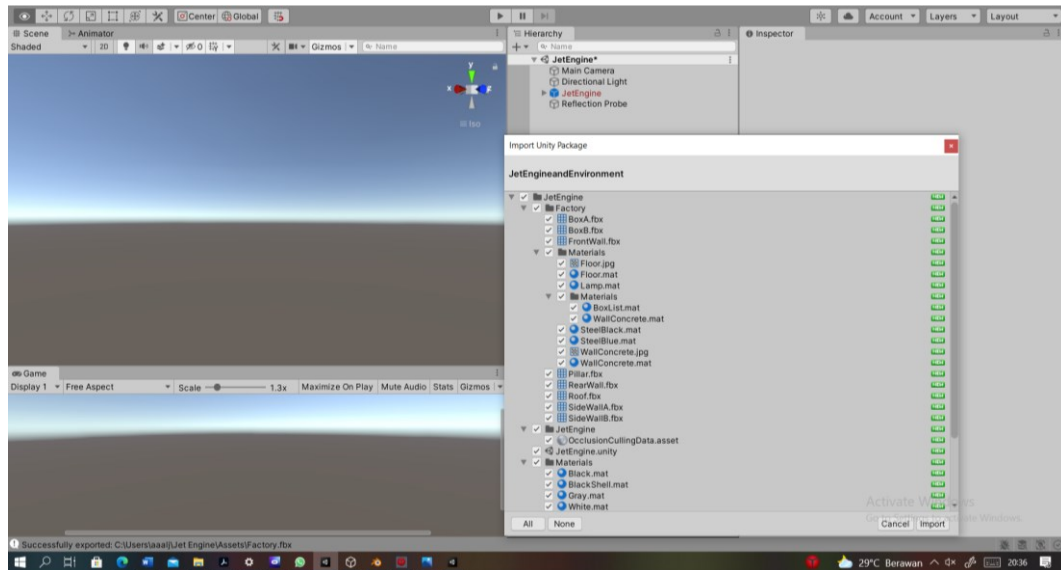 Center Global
Account Layers Layout
Scene Animator
Shaded 2D 0 Gizmos Name
y
x z
Iso
Game
Display 1 Free Aspect Scale 1.3x Maximize On Play Mute Audio Stats Gizmos
Hierarchy
Name
JetEngine*
Main Camera
Directional Light
JetEngine
Reflection Probe
Inspector
Import Unity Package
JetEngineandEnvironment
JetEngine
Factory
BoxA.fbx
BoxB.fbx
FrontWall.fbx
Materials
Floor.jpg
Floor.mat
Lamp.mat
Materials
BoxList.mat
WallConcrete.mat
SteelBlack.mat
SteelBlue.mat
WallConcrete.jpg
WallConcrete.mat
Pillar.fbx
RearWall.fbx
Roof.fbx
SideWallA.fbx
SideWallB.fbx
JetEngine
OcclusionCullingData.asset
JetEngine.unity
Materials
Black.mat
BlackShell.mat
Gray.mat
White.mat
All None Cancel Import
Activate Windows
Successfully exported: C:\Users\aaalj\Jet Engine\Assets\Factory.fbx
29°C Berawan 20:36